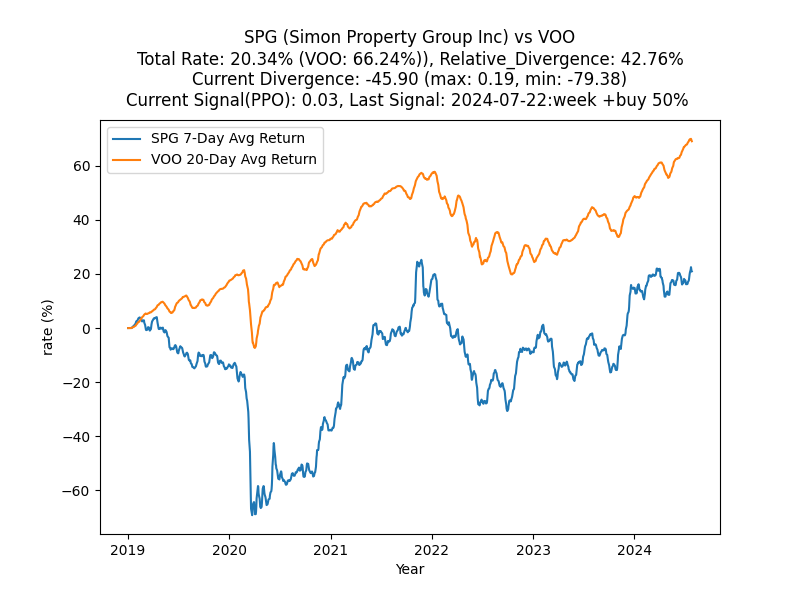 SPG (Simon Property Group Inc) vs VOO
Total Rate: 20.34% (VOO: 66.24%)), Relative_Divergence: 42.76%
Current Divergence: -45.90 (max: 0.19, min: -79.38)
Current Signal(PPO): 0.03, Last Signal: 2024-07-22:week +buy 50%
SPG 7-Day Avg Return
VOO 20-Day Avg Return
60
40
20
0
−20
−40
−60
rate (%)
2019
2020
2021
2022
2023
2024
Year